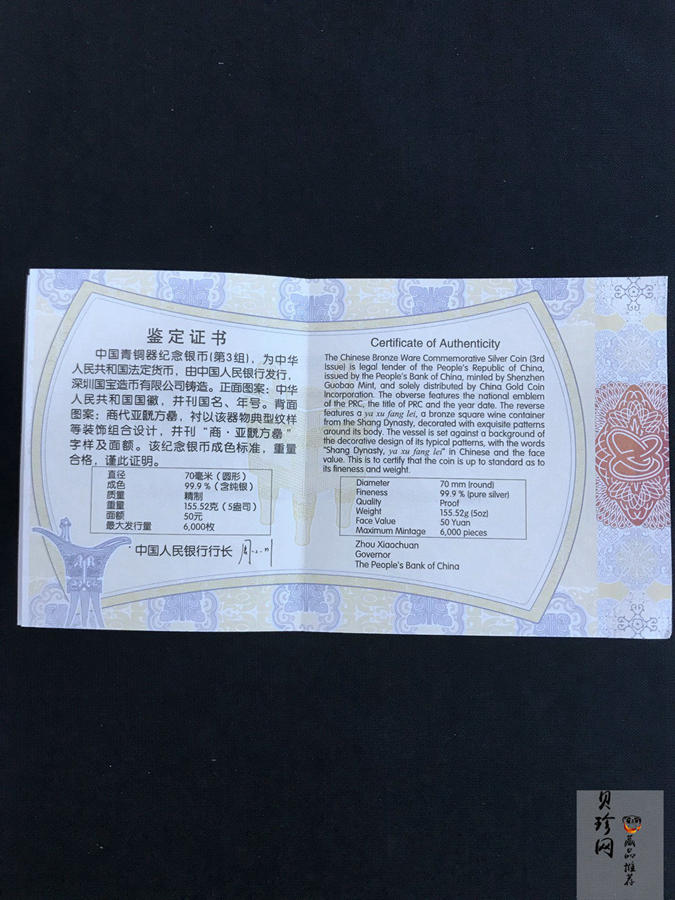 鉴定证书
中国青铜器纪念银币(第3组)，为中华
人民共和国法定货币，由中国人民银行发行，
深圳国宝造币有限公司铸造。正面图案：中华
人民共和国国徽，并刊国名、年号。背面
图案：商代亚䣄方罍，衬以该器物典型纹样
等装饰组合设计，并刊“商·亚䣄方罍”
字样及面额。该纪念银币成色标准，重量
合格，谨此证明。
直径 70毫米（圆形）
成色 99.9％（含纯银）
质量 精制
重量 155.52克（5盎司）
面额 50元
最大发行量 6,000枚
中国人民银行行长
Certificate of Authenticity
The Chinese Bronze Ware Commemorative Silver Coin (3rd
Issue) is legal tender of the People's Republic of China,
issued by the People's Bank of China, minted by Shenzhen
Guobao Mint, and solely distributed by China Gold Coin
Incorporation. The obverse features the national emblem
of the PRC, the title of PRC and the year date. The reverse
features a ya xu fang lei, a bronze square wine container
from the Shang Dynasty, decorated with exquisite patterns
around its body. The vessel is set against a background of
the decorative design of its typical patterns, with the words
"Shang Dynasty, ya xu fang lei" in Chinese and the face
value. This is to certify that the coin is up to standard as to
its fineness and weight.
Diameter 70 mm (round)
Fineness 99.9 % (pure silver)
Quality Proof
Weight 155.52g (5oz)
Face Value 50 Yuan
Maximum Mintage 6,000 pieces
Zhou Xiaochuan
Governor
The People's Bank of China
贝珍网
藏品推荐